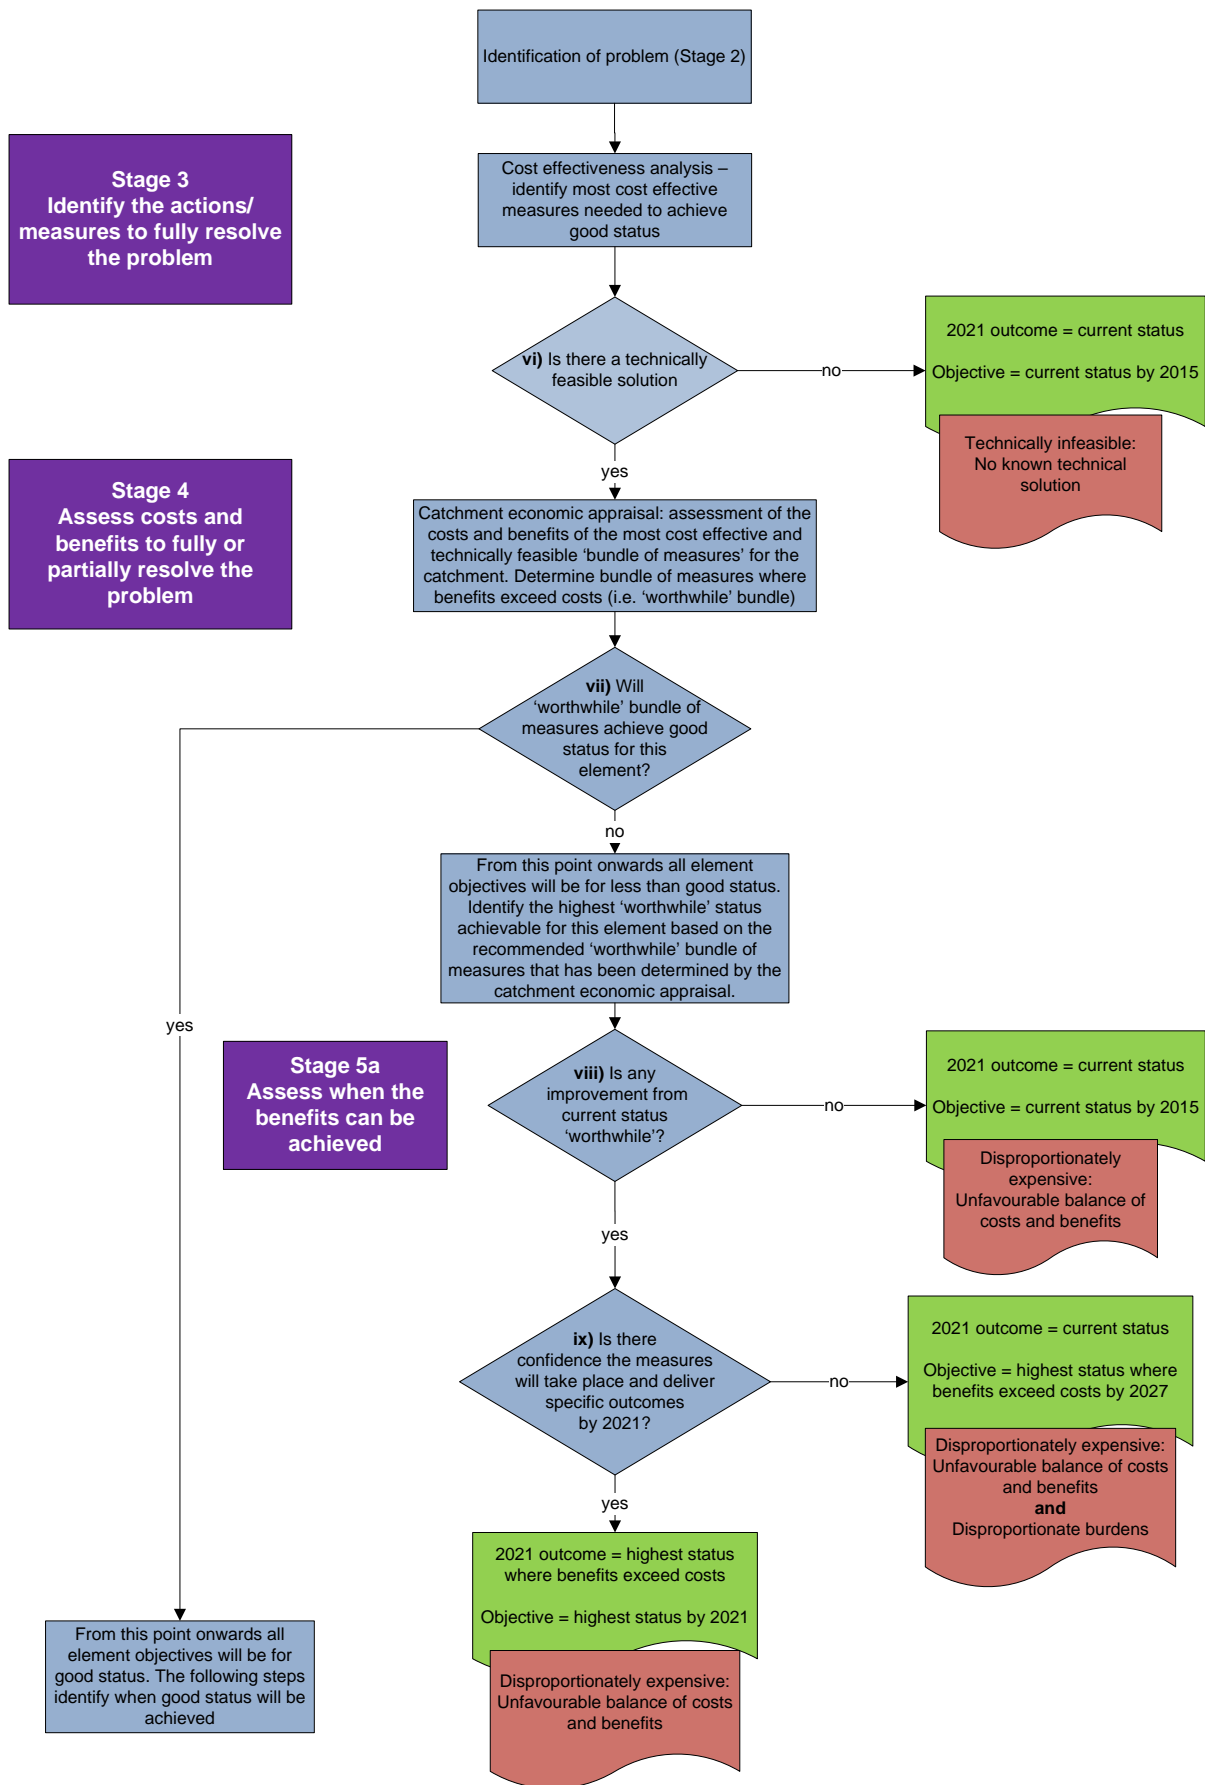 Identification of problem (Stage 2)
Stage 3
Identify the actions/
measures to fully resolve
the problem
Cost effectiveness analysis –
identify most cost effective
measures needed to achieve
good status
vi) Is there a technically
feasible solution
no
2021 outcome = current status
Objective = current status by 2015
Technically infeasible:
No known technical
solution
yes
Stage 4
Assess costs and
benefits to fully or
partially resolve the
problem
Catchment economic appraisal: assessment of the
costs and benefits of the most cost effective and
technically feasible ‘bundle of measures’ for the
catchment. Determine bundle of measures where
benefits exceed costs (i.e. ‘worthwhile’ bundle)
vii) Will
‘worthwhile’ bundle of
measures achieve good
status for this
element?
no
From this point onwards all element
objectives will be for less than good status.
Identify the highest ‘worthwhile’ status
achievable for this element based on the
recommended ‘worthwhile’ bundle of
measures that has been determined by the
catchment economic appraisal.
yes
Stage 5a
Assess when the
benefits can be
achieved
viii) Is any
improvement from
current status
‘worthwhile’?
no
2021 outcome = current status
Objective = current status by 2015
Disproportionately
expensive:
Unfavourable balance of
costs and benefits
yes
ix) Is there
confidence the measures
will take place and deliver
specific outcomes
by 2021?
no
2021 outcome = current status
Objective = highest status where
benefits exceed costs by 2027
Disproportionately expensive:
Unfavourable balance of costs
and benefits
and
Disproportionate burdens
yes
2021 outcome = highest status
where benefits exceed costs
Objective = highest status by 2021
Disproportionately expensive:
Unfavourable balance of costs
and benefits
From this point onwards all
element objectives will be for
good status. The following steps
identify when good status will be
achieved